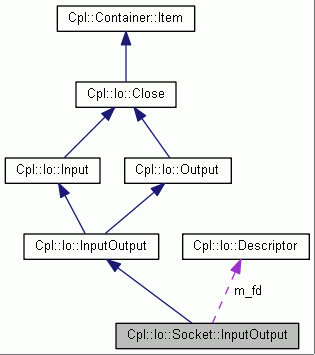 Cpl::Container::Item
Cpl::Io::Close
Cpl::Io::Input
Cpl::Io::Output
Cpl::Io::InputOutput
Cpl::Io::Descriptor
m_fd
Cpl::Io::Socket::InputOutput